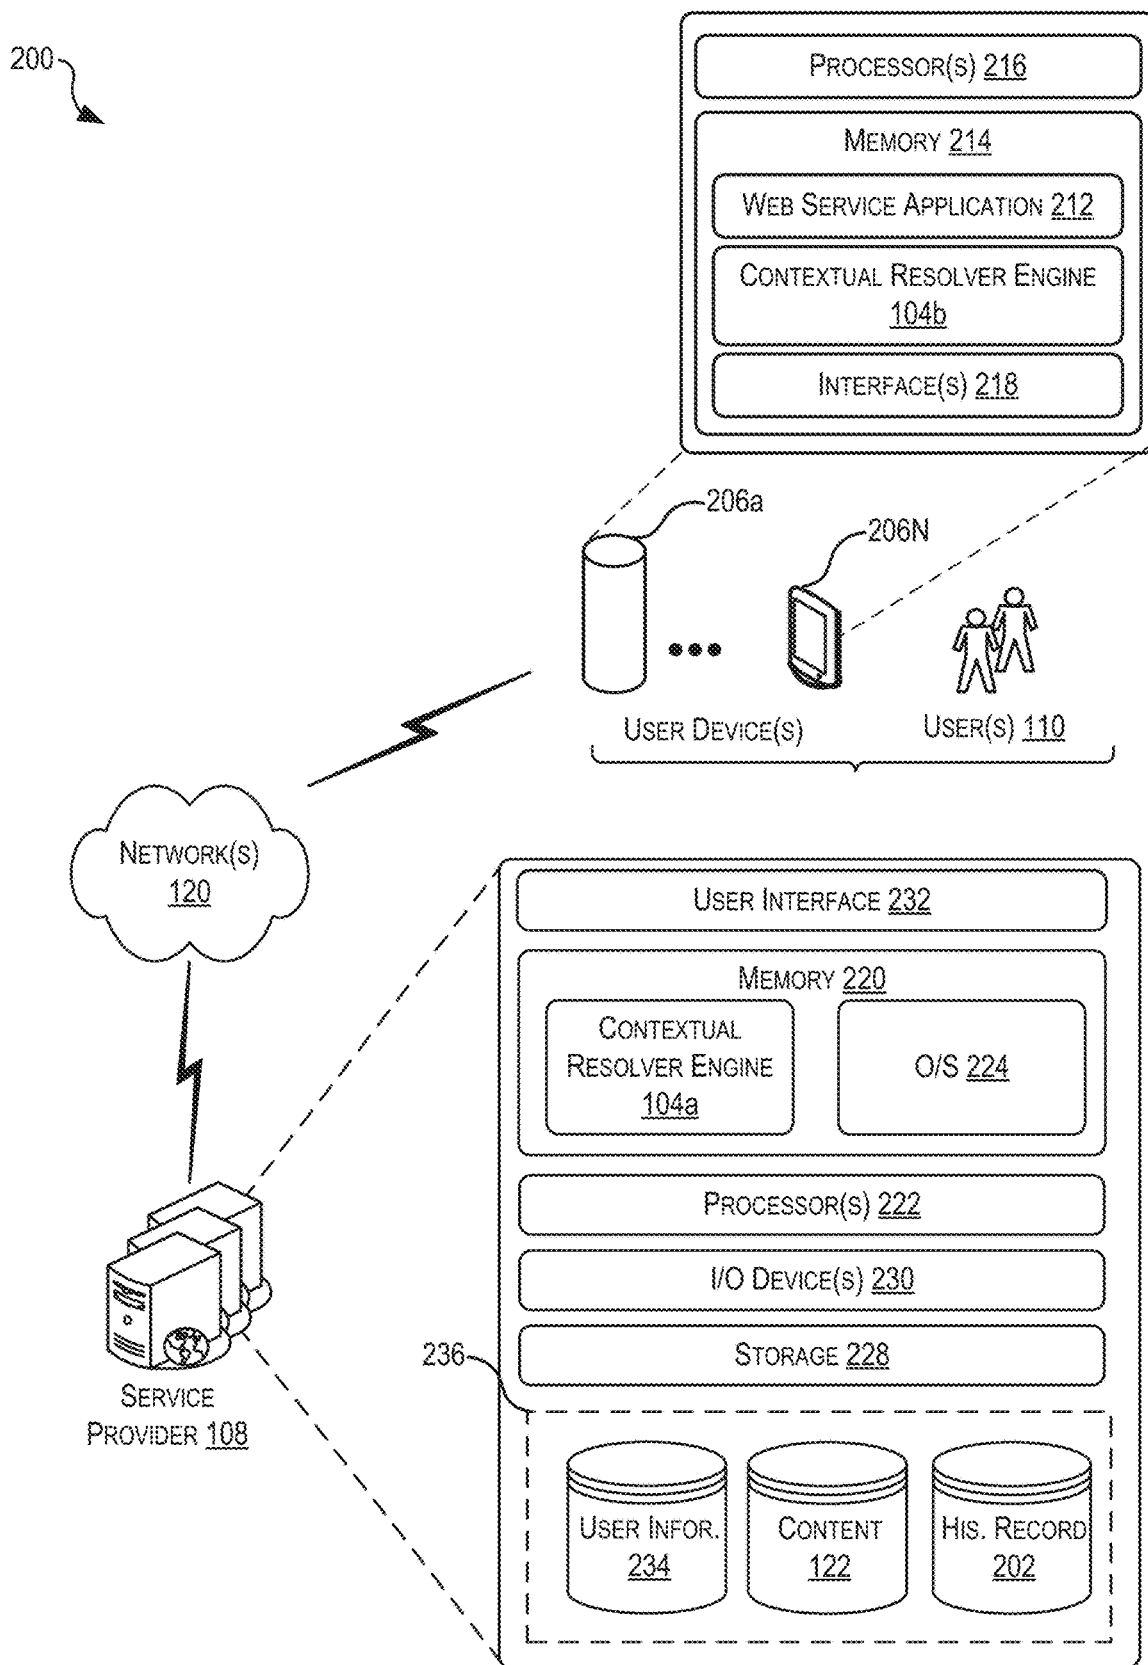 200
PROCESSOR(S) 216
MEMORY 214
WEB SERVICE APPLICATION 212
CONTEXTUAL RESOLVER ENGINE
104b
INTERFACE(S) 218
206a
206N
USER DEVICE(S)
USER(S) 110
NETWORK(S)
120
USER INTERFACE 232
MEMORY 220
CONTEXTUAL
RESOLVER ENGINE
104a
O/S 224
PROCESSOR(S) 222
I/O DEVICE(S) 230
STORAGE 228
236
SERVICE
PROVIDER 108
USER INFOR.
234
CONTENT
122
HIS. RECORD
202